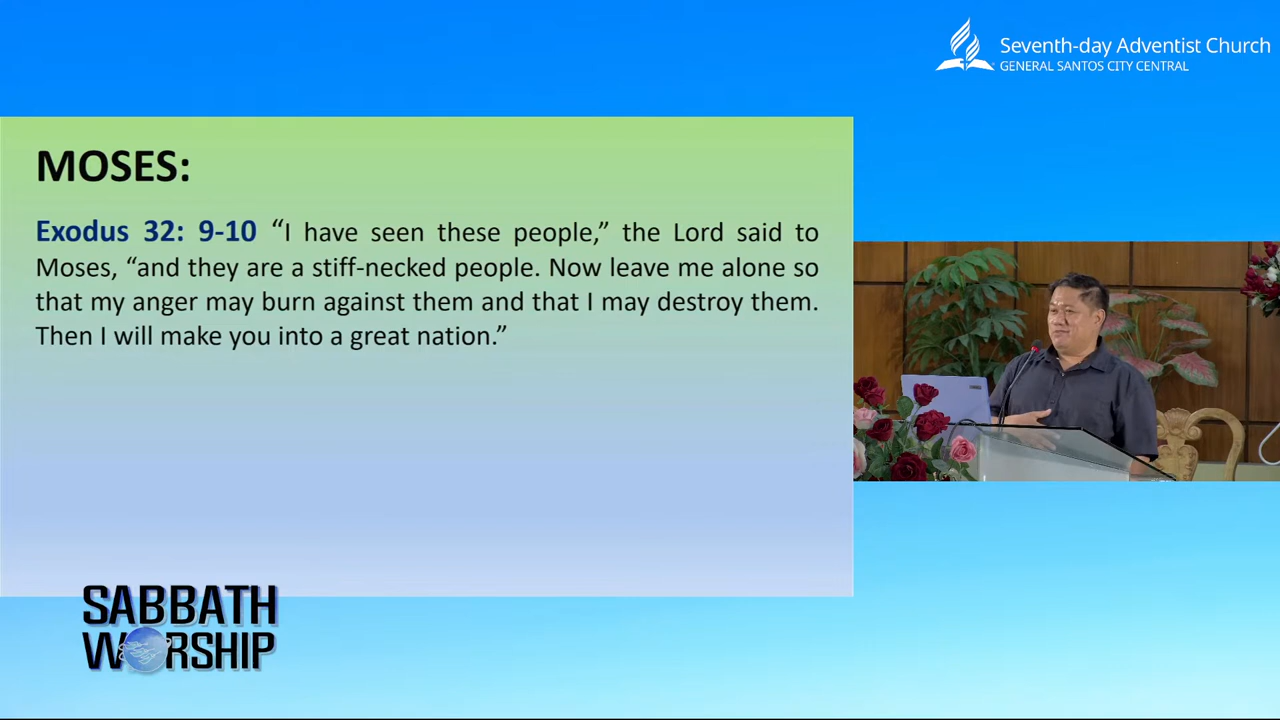 Seventh-day Adventist Church
GENERAL SANTOS CITY CENTRAL
MOSES:
Exodus 32: 9-10 “I have seen these people,” the Lord said to
Moses, “and they are a stiff-necked people. Now leave me alone so
that my anger may burn against them and that I may destroy them.
Then I will make you into a great nation.”
SABBATH
WORSHIP